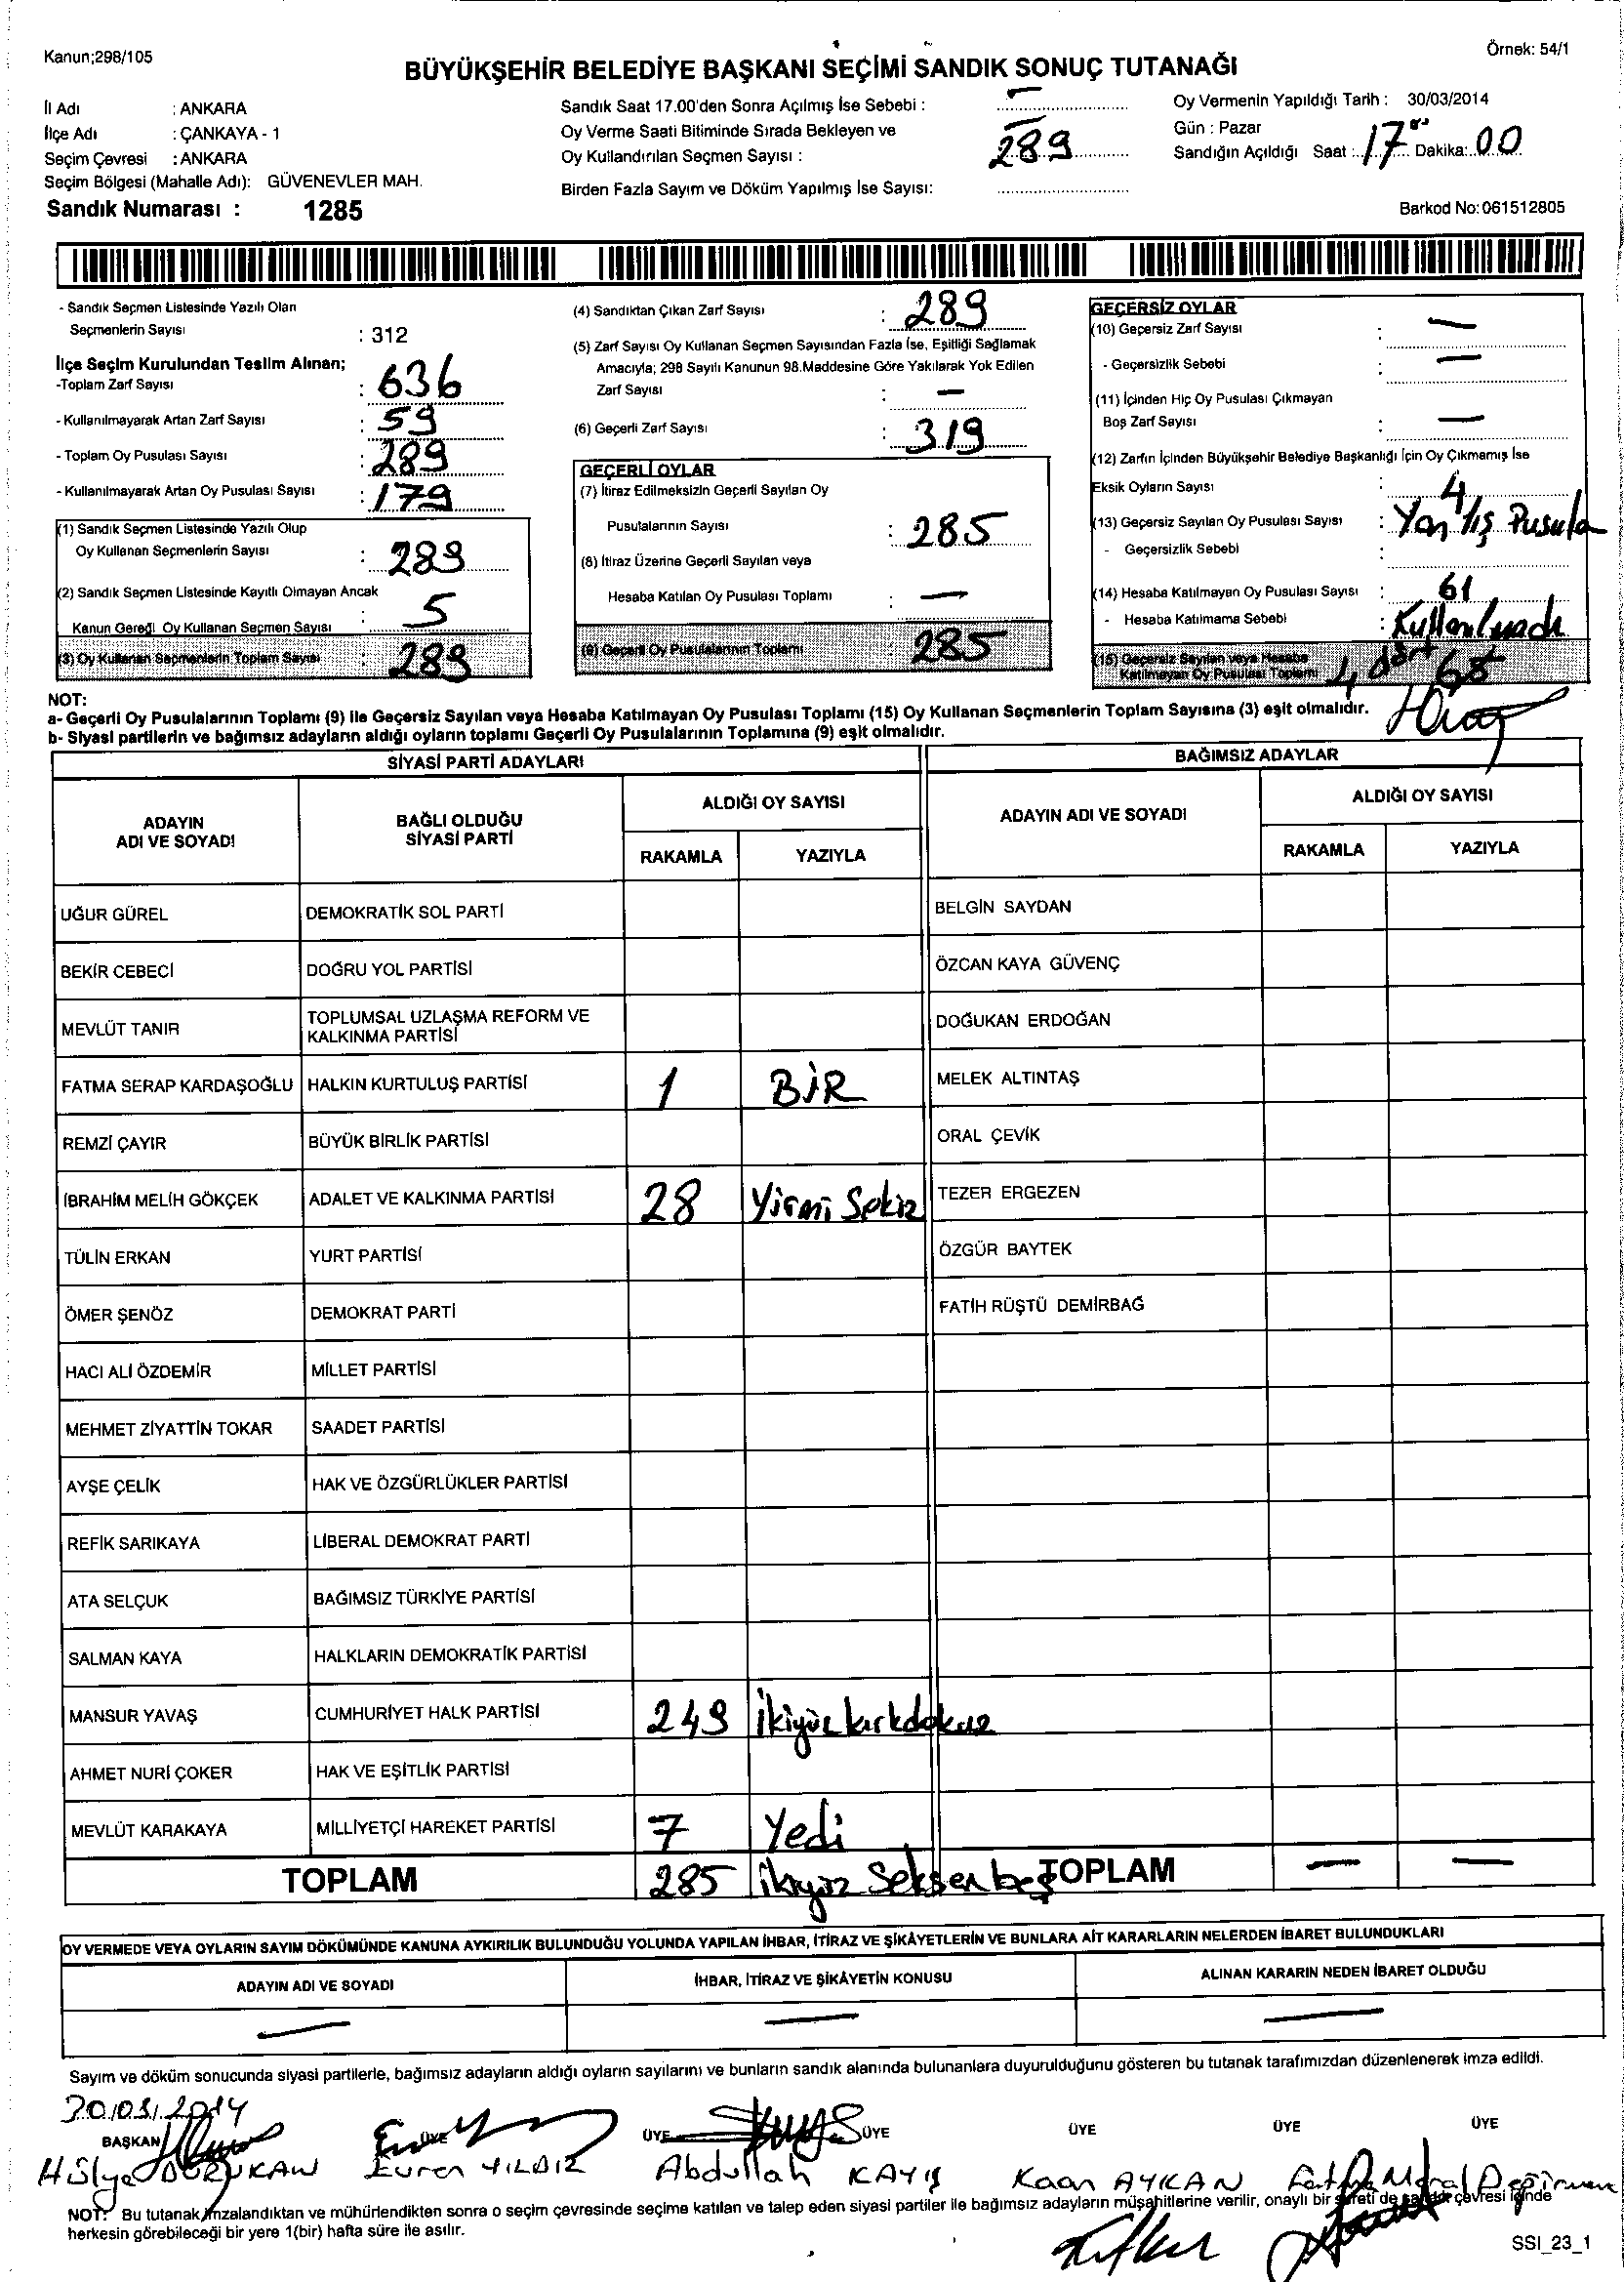 Kanun;298/105
Örnek: 54/1
BÜYÜKŞEHİR BELEDİYE BAŞKANI SEÇİMİ SANDIK SONUÇ TUTANAĞI
İl Adı : ANKARA
İlçe Adı : ÇANKAYA - 1
Seçim Çevresi : ANKARA
Seçim Bölgesi (Mahalle Adı): GÜVENEVLER MAH.
Sandık Numarası : 1285
Sandık Saat 17.00'den Sonra Açılmış İse Sebebi :
Oy Verme Saati Bitiminde Sırada Bekleyen ve
Oy Kullandırılan Seçmen Sayısı : 289
Birden Fazla Sayım ve Döküm Yapılmış İse Sayısı:
Oy Vermenin Yapıldığı Tarih : 30/03/2014
Gün : Pazar
Sandığın Açıldığı Saat : 17 Dakika: 00
Barkod No:061512805
- Sandık Seçmen Listesinde Yazılı Olan
Seçmenlerin Sayısı : 312
İlçe Seçim Kurulundan Teslim Alınan;
-Toplam Zarf Sayısı : 636
- Kullanılmayarak Artan Zarf Sayısı : 59
- Toplam Oy Pusulası Sayısı : 289
- Kullanılmayarak Artan Oy Pusulası Sayısı : 179
(1) Sandık Seçmen Listesinde Yazılı Olup
Oy Kullanan Seçmenlerin Sayısı : 289
(2) Sandık Seçmen Listesinde Kayıtlı Olmayan Ancak
Kanun Gereği Oy Kullanan Seçmen Sayısı : 5
(3) Oy Kullanan Seçmenlerin Toplam Sayısı : 289
(4) Sandıktan Çıkan Zarf Sayısı : 289
(5) Zarf Sayısı Oy Kullanan Seçmen Sayısından Fazla İse, Eşitliği Sağlamak
Amacıyla; 298 Sayılı Kanunun 98.Maddesine Göre Yakılarak Yok Edilen
Zarf Sayısı : —
(6) Geçerli Zarf Sayısı : 319
GEÇERLİ OYLAR
(7) İtiraz Edilmeksizin Geçerli Sayılan Oy
Pusulalarının Sayısı : 285
(8) İtiraz Üzerine Geçerli Sayılan veya
Hesaba Katılan Oy Pusulası Toplamı : —
(9) Geçerli Oy Pusulalarının Toplamı 285
GEÇERSİZ OYLAR
(10) Geçersiz Zarf Sayısı : —
- Geçersizlik Sebebi : —
(11) İçinden Hiç Oy Pusulası Çıkmayan
Boş Zarf Sayısı : —
(12) Zarfın İçinden Büyükşehir Belediye Başkanlığı İçin Oy Çıkmamış İse
Eksik Oyların Sayısı : 4
(13) Geçersiz Sayılan Oy Pusulası Sayısı : Yanlış Pusula
- Geçersizlik Sebebi :
(14) Hesaba Katılmayan Oy Pusulası Sayısı : 61
- Hesaba Katılmama Sebebi : Kullanılmadı
(15) Geçersiz Sayılan veya Hesaba
Katılmayan Oy Pusulası Toplamı 4 dört 65
NOT:
a- Geçerli Oy Pusulalarının Toplamı (9) ile Geçersiz Sayılan veya Hesaba Katılmayan Oy Pusulası Toplamı (15) Oy Kullanan Seçmenlerin Toplam Sayısına (3) eşit olmalıdır.
b- Siyasi partilerin ve bağımsız adayların aldığı oyların toplamı Geçerli Oy Pusulalarının Toplamına (9) eşit olmalıdır.
SİYASİ PARTİ ADAYLARI
BAĞIMSIZ ADAYLAR
ADAYIN
ADI VE SOYADI
BAĞLI OLDUĞU
SİYASİ PARTİ
ALDIĞI OY SAYISI
RAKAMLA YAZIYLA
ADAYIN ADI VE SOYADI
ALDIĞI OY SAYISI
RAKAMLA YAZIYLA
UĞUR GÜREL DEMOKRATİK SOL PARTİ BELGİN SAYDAN
BEKİR CEBECİ DOĞRU YOL PARTİSİ ÖZCAN KAYA GÜVENÇ
MEVLÜT TANIR TOPLUMSAL UZLAŞMA REFORM VE
KALKINMA PARTİSİ DOĞUKAN ERDOĞAN
FATMA SERAP KARDAŞOĞLU HALKIN KURTULUŞ PARTİSİ 1 BİR MELEK ALTINTAŞ
REMZİ ÇAYIR BÜYÜK BİRLİK PARTİSİ ORAL ÇEVİK
İBRAHİM MELİH GÖKÇEK ADALET VE KALKINMA PARTİSİ 28 Yirmi Sekiz TEZER ERGEZEN
TÜLİN ERKAN YURT PARTİSİ ÖZGÜR BAYTEK
ÖMER ŞENÖZ DEMOKRAT PARTİ FATİH RÜŞTÜ DEMİRBAĞ
HACI ALİ ÖZDEMİR MİLLET PARTİSİ
MEHMET ZİYATTİN TOKAR SAADET PARTİSİ
AYŞE ÇELİK HAK VE ÖZGÜRLÜKLER PARTİSİ
REFİK SARIKAYA LİBERAL DEMOKRAT PARTİ
ATA SELÇUK BAĞIMSIZ TÜRKİYE PARTİSİ
SALMAN KAYA HALKLARIN DEMOKRATİK PARTİSİ
MANSUR YAVAŞ CUMHURİYET HALK PARTİSİ 249 İkiyüzkırkdokuz
AHMET NURİ ÇOKER HAK VE EŞİTLİK PARTİSİ
MEVLÜT KARAKAYA MİLLİYETÇİ HAREKET PARTİSİ 7 Yedi
TOPLAM 285 ikiyüz Seksenbeş TOPLAM — —
OY VERMEDE VEYA OYLARIN SAYIM DÖKÜMÜNDE KANUNA AYKIRILIK BULUNDUĞU YOLUNDA YAPILAN İHBAR, İTİRAZ VE ŞİKÂYETLERİN VE BUNLARA AİT KARARLARIN NELERDEN İBARET BULUNDUKLARI
ADAYIN ADI VE SOYADI İHBAR, İTİRAZ VE ŞİKÂYETİN KONUSU ALINAN KARARIN NEDEN İBARET OLDUĞU
— — —
Sayım ve döküm sonucunda siyasi partilerle, bağımsız adayların aldığı oyların sayılarını ve bunların sandık alanında bulunanlara duyurulduğunu gösteren bu tutanak tarafımızdan düzenlenerek imza edildi.
30/03/2014
BAŞKAN ÜYE ÜYE ÜYE ÜYE ÜYE ÜYE
Hülya Evren YILDIZ Abdullah KAYIŞ Kaan AYKAN Fatma Meral Değirmen
NOT: Bu tutanak imzalandıktan ve mühürlendikten sonra o seçim çevresinde seçime katılan ve talep eden siyasi partiler ile bağımsız adayların müşahitlerine verilir, onaylı bir sureti de sandık çevresi içinde
herkesin görebileceği bir yere 1(bir) hafta süre ile asılır.
SSI_23_1